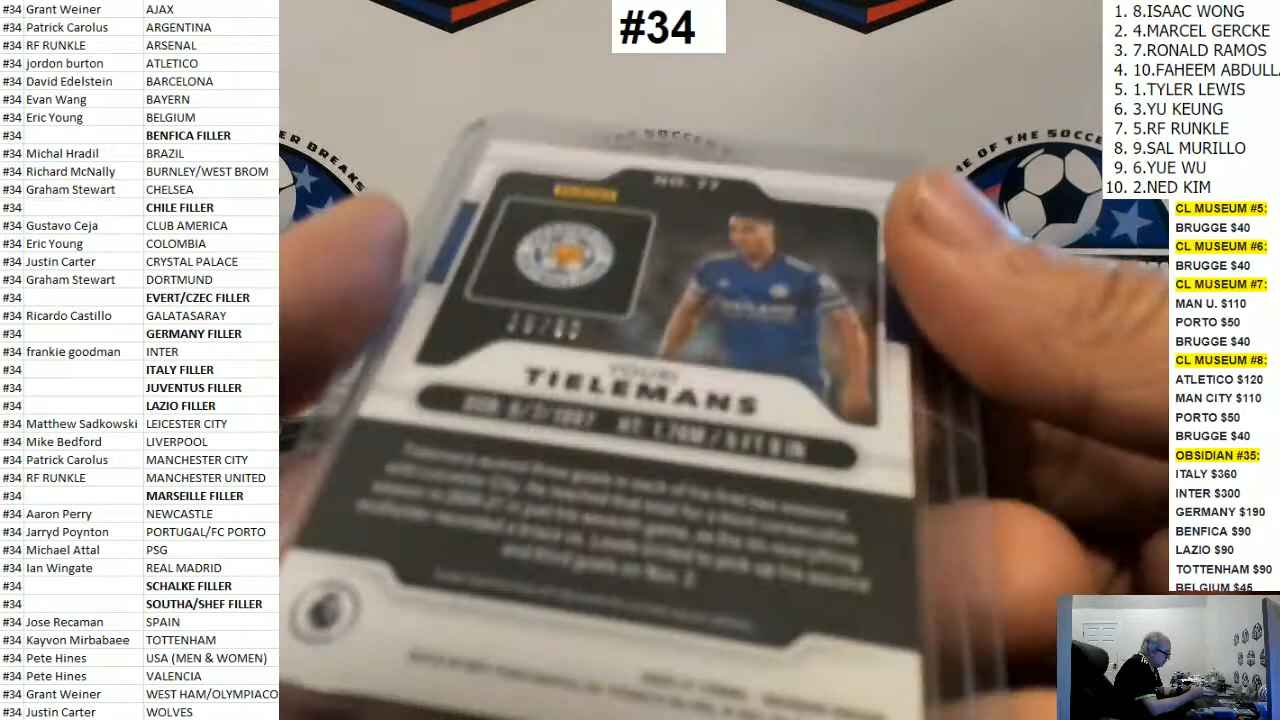 #34 Grant Weiner AJAX
#34 Patrick Carolus ARGENTINA
#34 RF RUNKLE ARSENAL
#34 jordon burton ATLETICO
#34 David Edelstein BARCELONA
#34 Evan Wang BAYERN
#34 Eric Young BELGIUM
#34 BENFICA FILLER
#34 Michal Hradil BRAZIL
#34 Richard McNally BURNLEY/WEST BROM
#34 Graham Stewart CHELSEA
#34 CHILE FILLER
#34 Gustavo Ceja CLUB AMERICA
#34 Eric Young COLOMBIA
#34 Justin Carter CRYSTAL PALACE
#34 Graham Stewart DORTMUND
#34 EVERT/CZEC FILLER
#34 Ricardo Castillo GALATASARAY
#34 GERMANY FILLER
#34 frankie goodman INTER
#34 ITALY FILLER
#34 JUVENTUS FILLER
#34 LAZIO FILLER
#34 Matthew Sadkowski LEICESTER CITY
#34 Mike Bedford LIVERPOOL
#34 Patrick Carolus MANCHESTER CITY
#34 RF RUNKLE MANCHESTER UNITED
#34 MARSEILLE FILLER
#34 Aaron Perry NEWCASTLE
#34 Jarryd Poynton PORTUGAL/FC PORTO
#34 Michael Attal PSG
#34 Ian Wingate REAL MADRID
#34 SCHALKE FILLER
#34 SOUTHA/SHEF FILLER
#34 Jose Recaman SPAIN
#34 Kayvon Mirbabaee TOTTENHAM
#34 Pete Hines USA (MEN & WOMEN)
#34 Pete Hines VALENCIA
#34 Grant Weiner WEST HAM/OLYMPIACO
#34 Justin Carter WOLVES
#34
ER BREAKS
THE SOCCER
ME OF THE SOCCE
NO. 77
PANINI
YOURI
TIELEMANS
1. 8.ISAAC WONG
2. 4.MARCEL GERCKE
3. 7.RONALD RAMOS
4. 10.FAHEEM ABDULL
5. 1.TYLER LEWIS
6. 3.YU KEUNG
7. 5.RF RUNKLE
8. 9.SAL MURILLO
9. 6.YUE WU
10. 2.NED KIM
CL MUSEUM #5:
BRUGGE $40
CL MUSEUM #6:
BRUGGE $40
CL MUSEUM #7:
MAN U. $110
PORTO $50
BRUGGE $40
CL MUSEUM #8:
ATLETICO $120
MAN CITY $110
PORTO $50
BRUGGE $40
OBSIDIAN #35:
ITALY $360
INTER $300
GERMANY $190
BENFICA $90
LAZIO $90
TOTTENHAM $90
BELGIUM $45